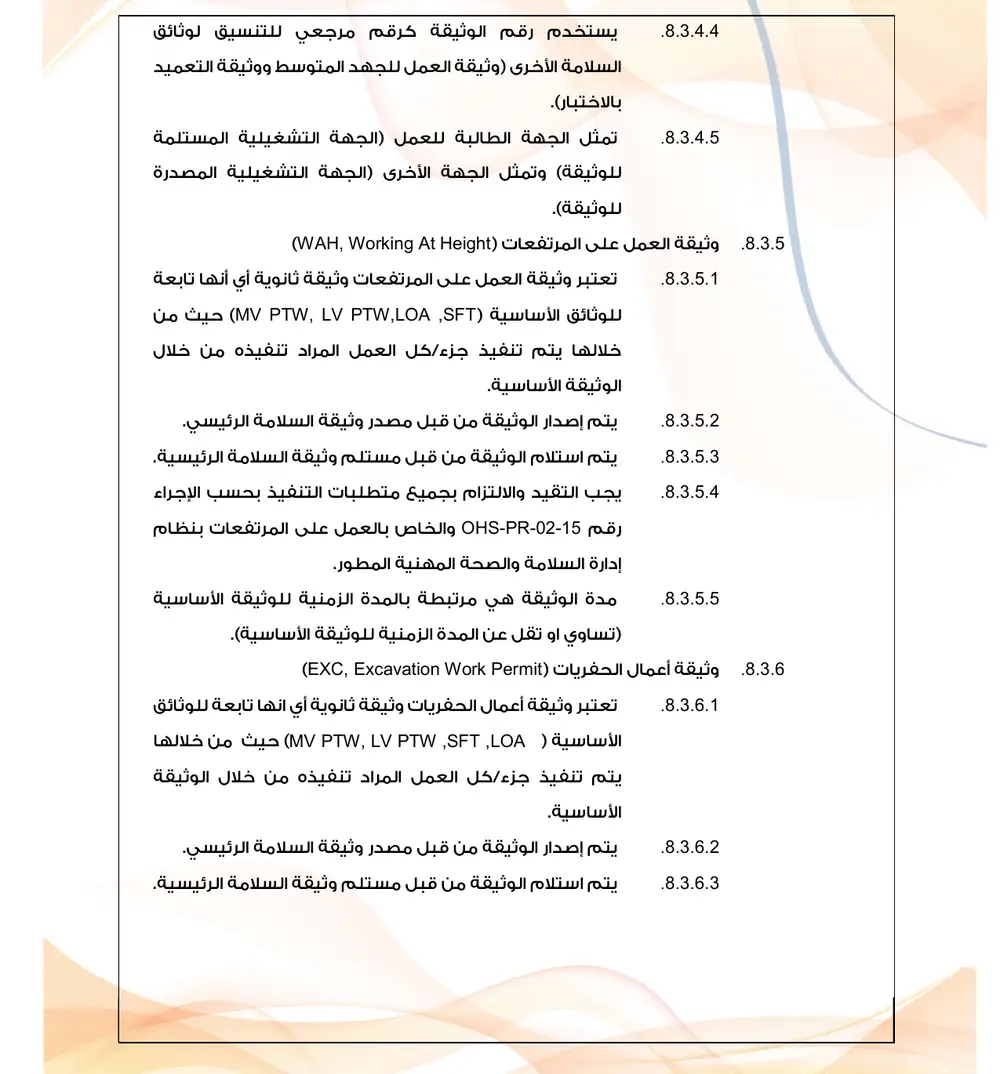 8.3.4.4. يستخدم رقم الوثيقة كرقم مرجعي للتنسيق لوثائق
السلامة الأخرى (وثيقة العمل للجهد المتوسط ووثيقة التعميد
بالاختبار).
8.3.4.5. تمثل الجهة الطالبة للعمل (الجهة التشغيلية المستلمة
للوثيقة) وتمثل الجهة الأخرى (الجهة التشغيلية المصدرة
للوثيقة).
8.3.5. وثيقة العمل على المرتفعات (WAH, Working At Height)
8.3.5.1. تعتبر وثيقة العمل على المرتفعات وثيقة ثانوية أي أنها تابعة
للوثائق الأساسية (MV PTW, LV PTW,LOA ,SFT) حيث من
خلالها يتم تنفيذ جزء/كل العمل المراد تنفيذه من خلال
الوثيقة الأساسية.
8.3.5.2. يتم إصدار الوثيقة من قبل مصدر وثيقة السلامة الرئيسي.
8.3.5.3. يتم استلام الوثيقة من قبل مستلم وثيقة السلامة الرئيسية.
8.3.5.4. يجب التقيد والالتزام بجميع متطلبات التنفيذ بحسب الإجراء
رقم OHS-PR-02-15 والخاص بالعمل على المرتفعات بنظام
إدارة السلامة والصحة المهنية المطور.
8.3.5.5. مدة الوثيقة هي مرتبطة بالمدة الزمنية للوثيقة الأساسية
(تساوي او تقل عن المدة الزمنية للوثيقة الأساسية).
8.3.6. وثيقة أعمال الحفريات (EXC, Excavation Work Permit)
8.3.6.1. تعتبر وثيقة أعمال الحفريات وثيقة ثانوية أي انها تابعة للوثائق
الأساسية (MV PTW, LV PTW ,SFT ,LOA) حيث من خلالها
يتم تنفيذ جزء/كل العمل المراد تنفيذه من خلال الوثيقة
الأساسية.
8.3.6.2. يتم إصدار الوثيقة من قبل مصدر وثيقة السلامة الرئيسي.
8.3.6.3. يتم استلام الوثيقة من قبل مستلم وثيقة السلامة الرئيسية.